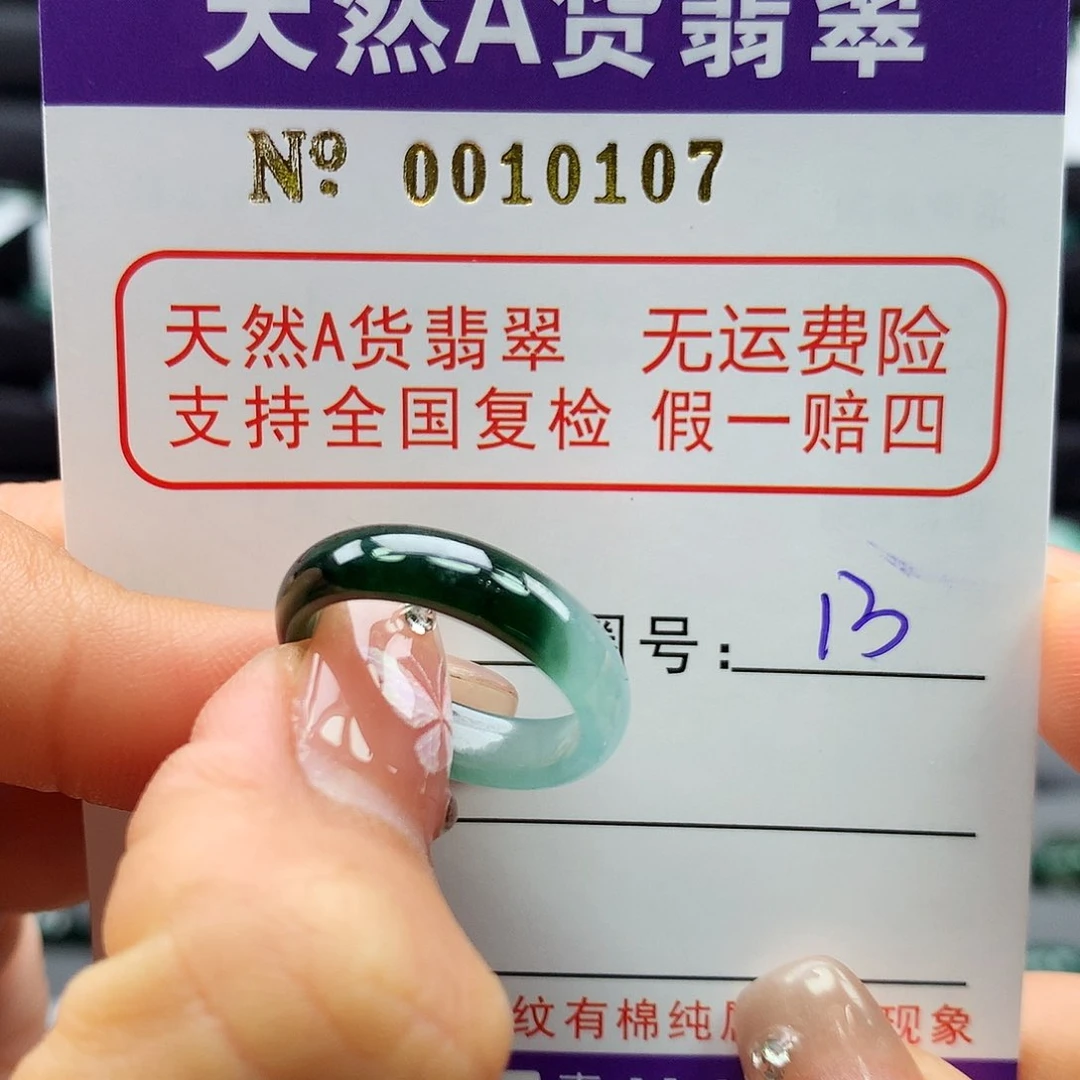 天然A货翡翠
Nº 0010107
天然A货翡翠 无运费险
支持全国复检 假一赔四
圈号: 13
纹有棉纯 现象